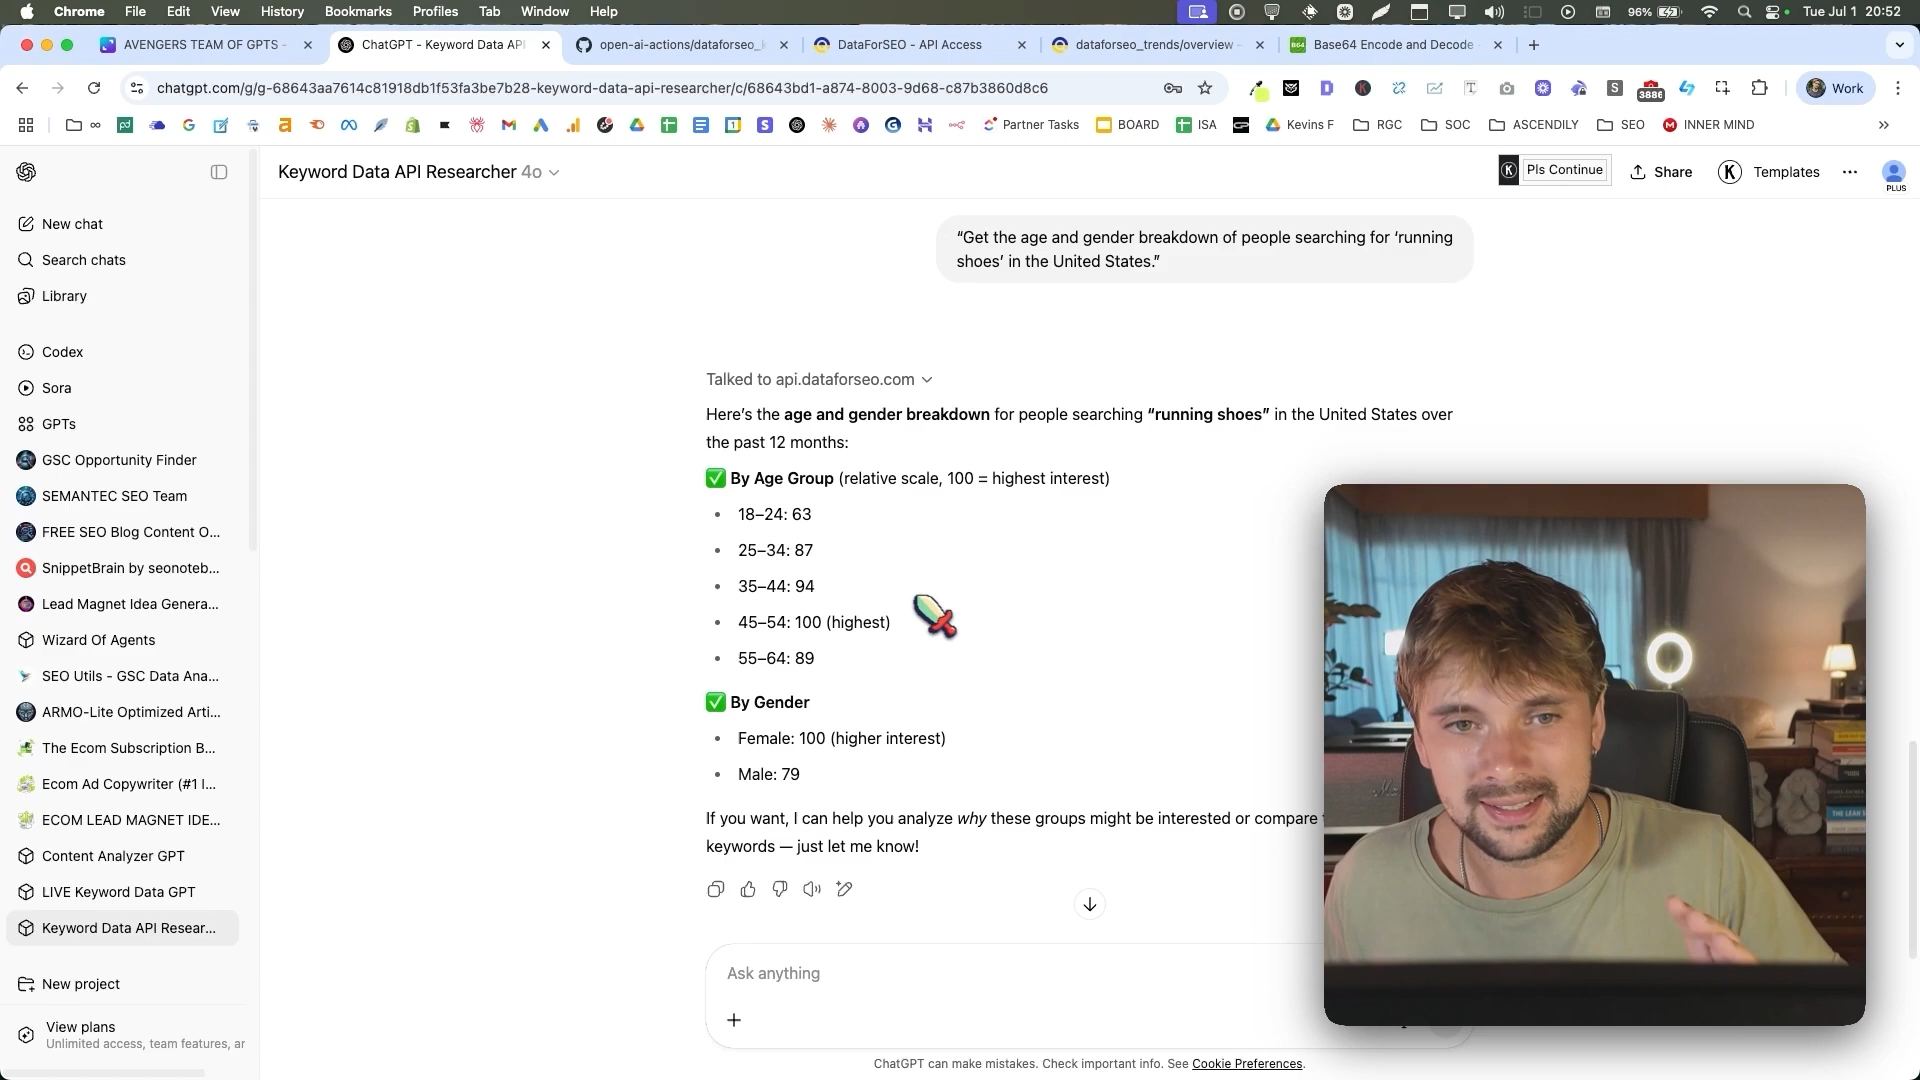 Chrome File Edit View History Bookmarks Profiles Tab Window Help
96% Tue Jul 1 20:52
AVENGERS TEAM OF GPTS -
ChatGPT - Keyword Data API
open-ai-actions/dataforseo_k
DataForSEO - API Access
dataforseo_trends/overview –
Base64 Encode and Decode
chatgpt.com/g/g-68643aa7614c81918db1f53fa3be7b28-keyword-data-api-researcher/c/68643bd1-a874-8003-9d68-c87b3860d8c6
3886
Work
Partner Tasks BOARD ISA Kevins F RGC SOC ASCENDILY SEO INNER MIND
Keyword Data API Researcher 4o
Pls Continue
Share
Templates
PLUS
New chat
Search chats
Library
Codex
Sora
GPTs
GSC Opportunity Finder
SEMANTEC SEO Team
FREE SEO Blog Content O...
SnippetBrain by seonoteb...
Lead Magnet Idea Genera...
Wizard Of Agents
SEO Utils - GSC Data Ana...
ARMO-Lite Optimized Arti...
The Ecom Subscription B...
Ecom Ad Copywriter (#1 I...
ECOM LEAD MAGNET IDE...
Content Analyzer GPT
LIVE Keyword Data GPT
Keyword Data API Resear...
New project
View plans
Unlimited access, team features, ar
“Get the age and gender breakdown of people searching for ‘running
shoes’ in the United States.”
Talked to api.dataforseo.com
Here’s the age and gender breakdown for people searching “running shoes” in the United States over
the past 12 months:
✅ By Age Group (relative scale, 100 = highest interest)
• 18–24: 63
• 25–34: 87
• 35–44: 94
• 45–54: 100 (highest)
• 55–64: 89
✅ By Gender
• Female: 100 (higher interest)
• Male: 79
If you want, I can help you analyze why these groups might be interested or compare
keywords — just let me know!
Ask anything
ChatGPT can make mistakes. Check important info. See Cookie Preferences.